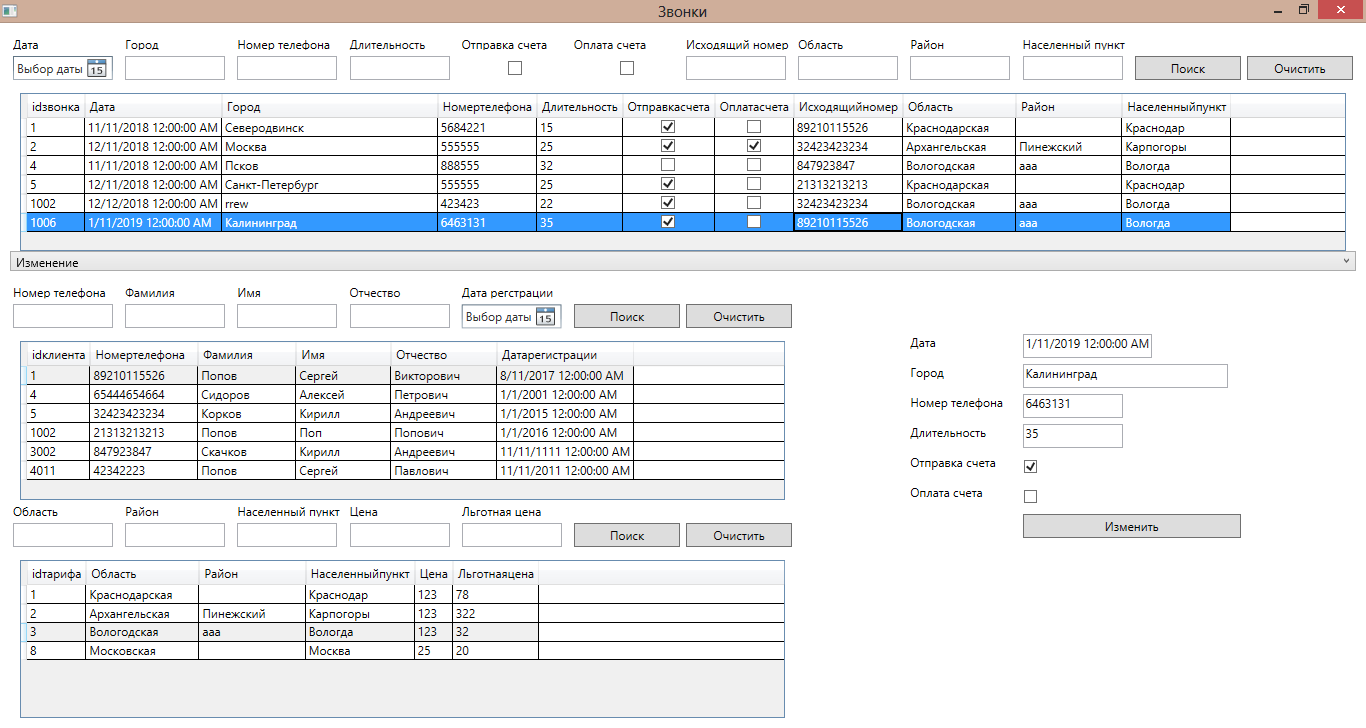 Звонки
Дата Город Номер телефона Длительность Отправка счета Оплата счета Исходящий номер Область Район Населенный пункт
Выбор даты 15 Поиск Очистить
idзвонка Дата Город Номертелефона Длительность Отправкасчета Оплатасчета Исходящийномер Область Район Населенныйпункт
1 11/11/2018 12:00:00 AM Северодвинск 5684221 15 89210115526 Краснодарская Краснодар
2 12/11/2018 12:00:00 AM Москва 555555 25 32423423234 Архангельская Пинежский Карпогоры
4 11/11/2018 12:00:00 AM Псков 888555 32 847923847 Вологодская ааа Вологда
5 12/11/2018 12:00:00 AM Санкт-Петербург 555555 25 21313213213 Краснодарская Краснодар
1002 12/12/2018 12:00:00 AM rrew 423423 22 32423423234 Вологодская ааа Вологда
1006 1/11/2019 12:00:00 AM Калининград 6463131 35 89210115526 Вологодская ааа Вологда
Изменение
Номер телефона Фамилия Имя Отчество Дата регстрации
Выбор даты 15 Поиск Очистить
idклиента Номертелефона Фамилия Имя Отчество Датарегистрации
1 89210115526 Попов Сергей Викторович 8/11/2017 12:00:00 AM
4 65444654664 Сидоров Алексей Петрович 1/1/2001 12:00:00 AM
5 32423423234 Корков Кирилл Андреевич 1/1/2015 12:00:00 AM
1002 21313213213 Попов Поп Попович 1/1/2016 12:00:00 AM
3002 847923847 Скачков Кирилл Андреевич 11/11/1111 12:00:00 AM
4011 42342223 Попов Сергей Павлович 11/11/2011 12:00:00 AM
Область Район Населенный пункт Цена Льготная цена
Поиск Очистить
idтарифа Область Район Населенныйпункт Цена Льготнаяцена
1 Краснодарская Краснодар 123 78
2 Архангельская Пинежский Карпогоры 123 322
3 Вологодская ааа Вологда 123 32
8 Московская Москва 25 20
Дата 1/11/2019 12:00:00 AM
Город Калининград
Номер телефона 6463131
Длительность 35
Отправка счета
Оплата счета
Изменить